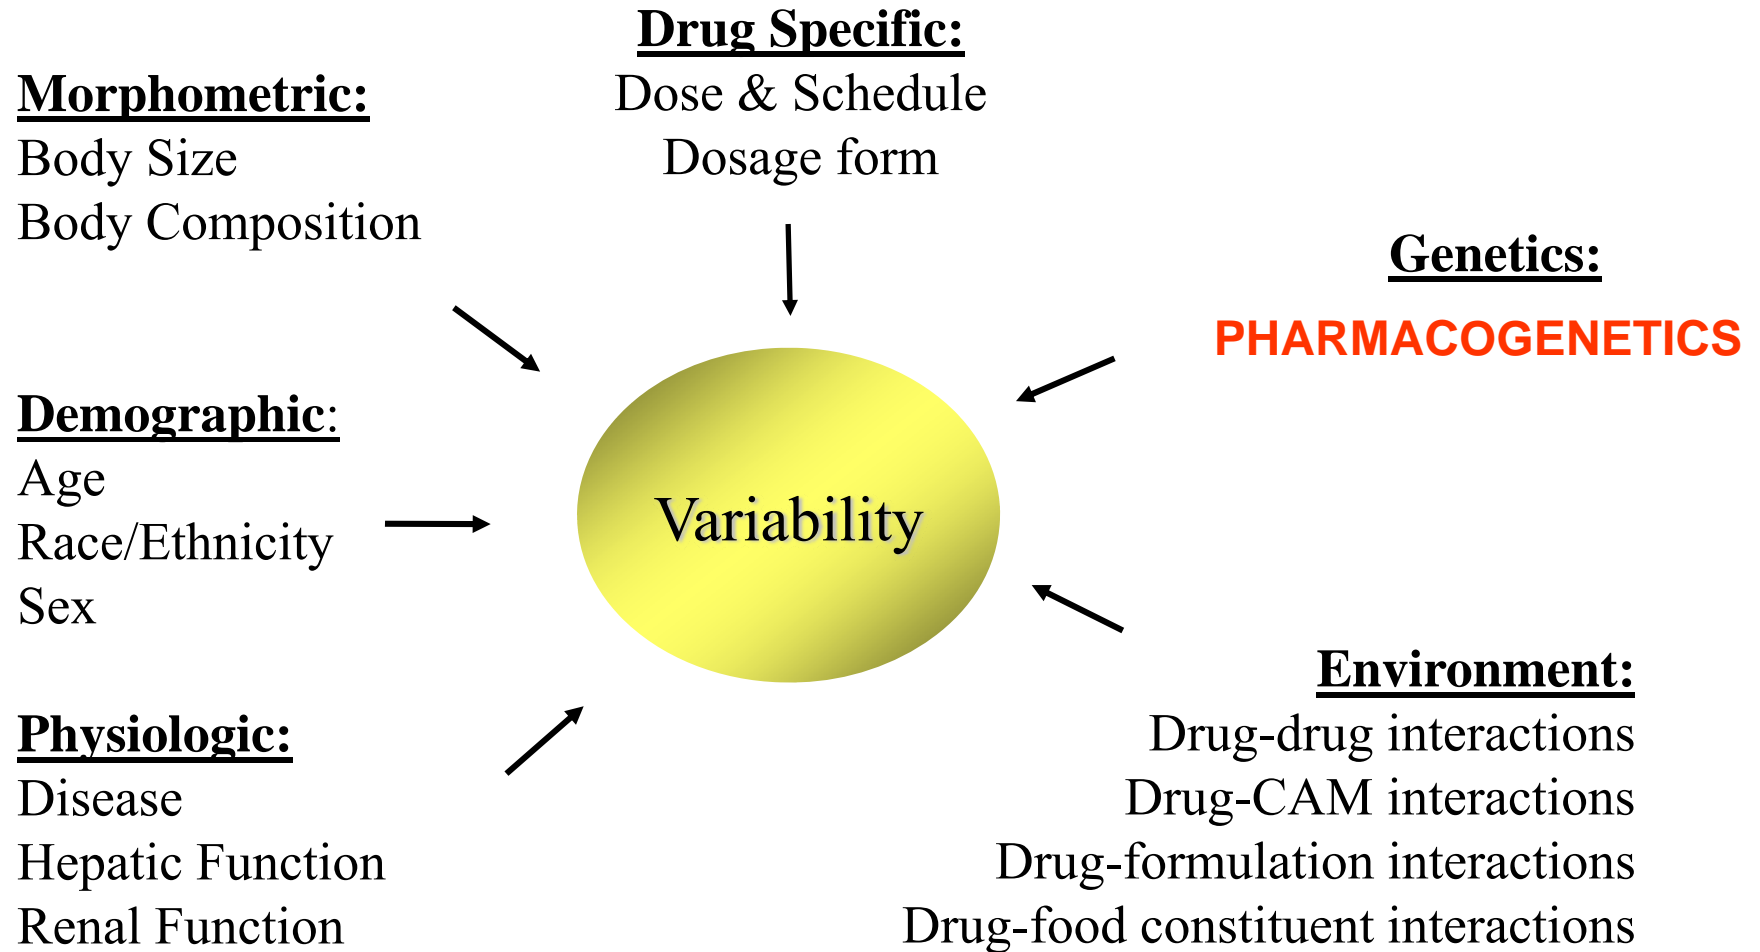 Drug Specific:
Dose & Schedule
Dosage form
Morphometric:
Body Size
Body Composition
Genetics:
PHARMACOGENETICS
Demographic:
Age
Race/Ethnicity
Sex
Variability
Physiologic:
Disease
Hepatic Function
Renal Function
Environment:
Drug-drug interactions
Drug-CAM interactions
Drug-formulation interactions
Drug-food constituent interactions